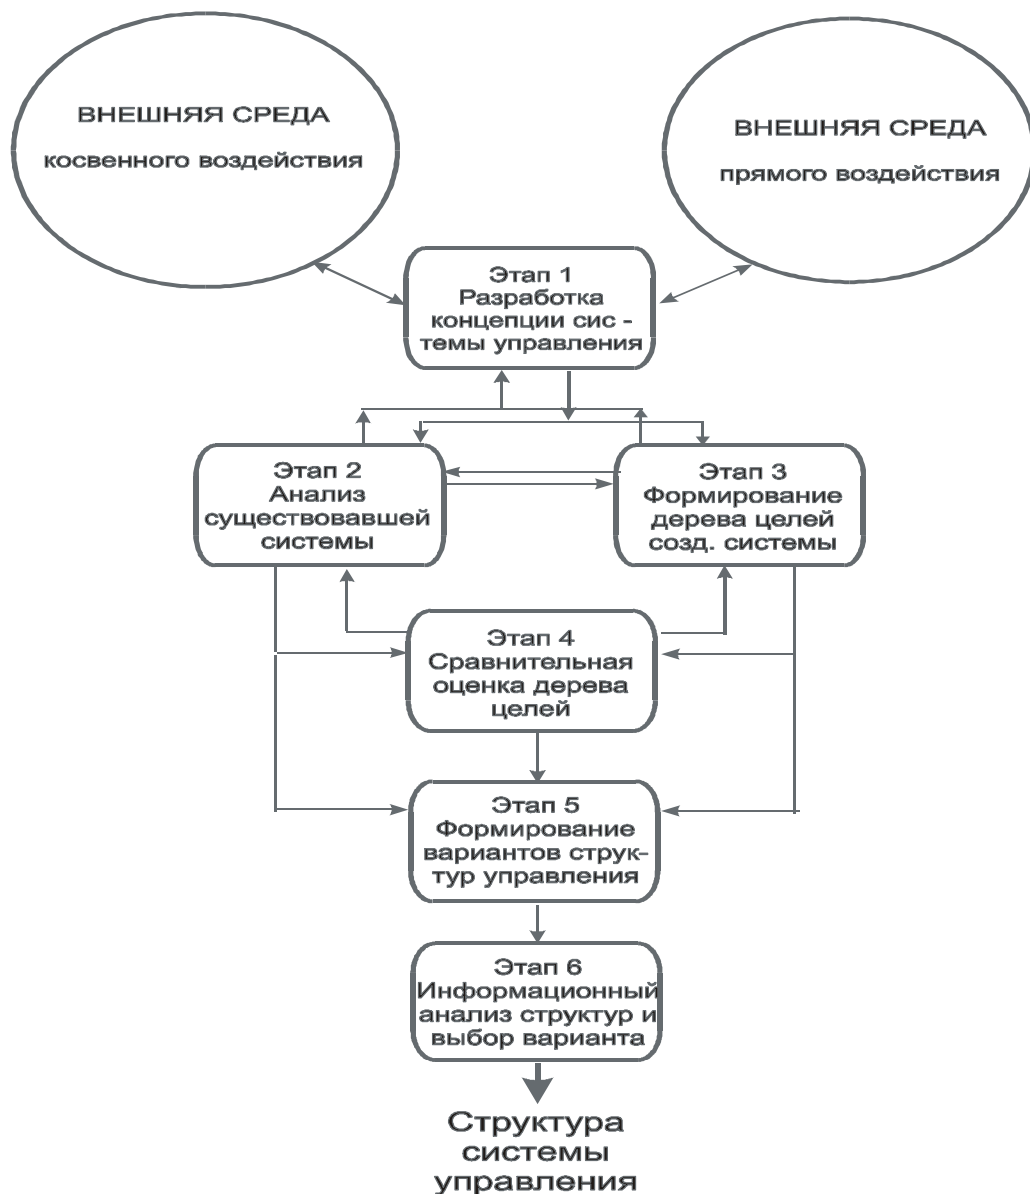 ВНЕШНЯЯ СРЕДА
косвенного воздействия
ВНЕШНЯЯ СРЕДА
прямого воздействия
Этап 1
Разработка
концепции сис -
темы управления
Этап 2
Анализ
существовавшей
системы
Этап 3
Формирование
дерева целей
созд. системы
Этап 4
Сравнительная
оценка дерева
целей
Этап 5
Формирование
вариантов струк-
тур управления
Этап 6
Информационный
анализ структур и
выбор варианта
Структура
системы
управления